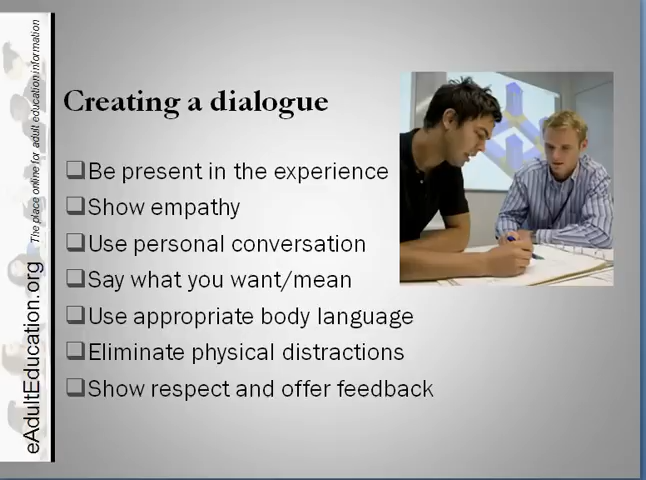 Creating a dialogue
Be present in the experience
Show empathy
Use personal conversation
Say what you want/mean
Use appropriate body language
Eliminate physical distractions
Show respect and offer feedback
eAdultEducation.org The place online for adult education information